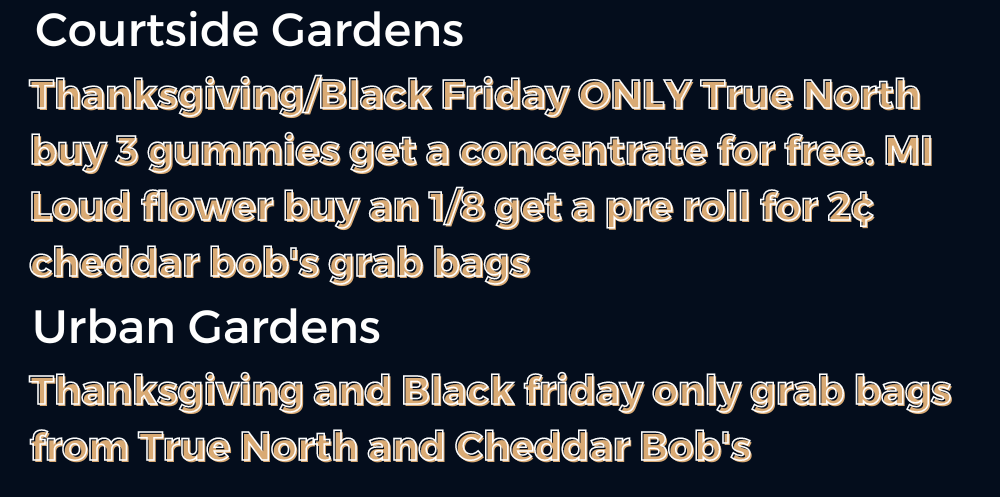 Courtside Gardens
Thanksgiving/Black Friday ONLY True North
buy 3 gummies get a concentrate for free. MI
Loud flower buy an 1/8 get a pre roll for 2¢
cheddar bob's grab bags
Urban Gardens
Thanksgiving and Black friday only grab bags
from True North and Cheddar Bob's